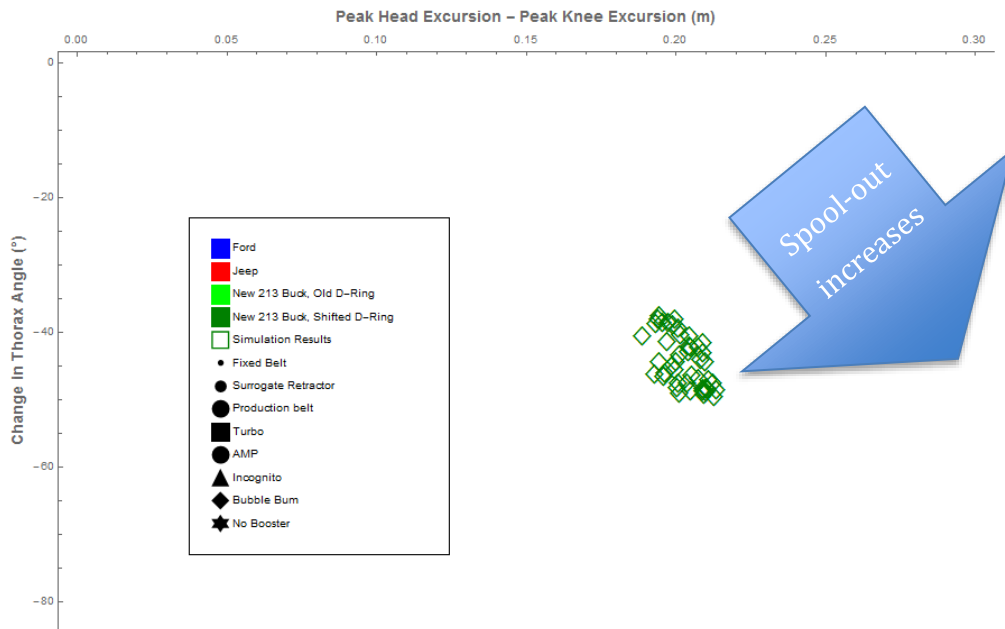 Peak Head Excursion – Peak Knee Excursion (m)
0.00 0.05 0.10 0.15 0.20 0.25 0.30
Change In Thorax Angle (°)
0
−20
−40
−60
−80
Spool-out
increases
Ford
Jeep
New 213 Buck, Old D–Ring
New 213 Buck, Shifted D–Ring
Simulation Results
Fixed Belt
Surrogate Retractor
Production belt
Turbo
AMP
Incognito
Bubble Bum
No Booster